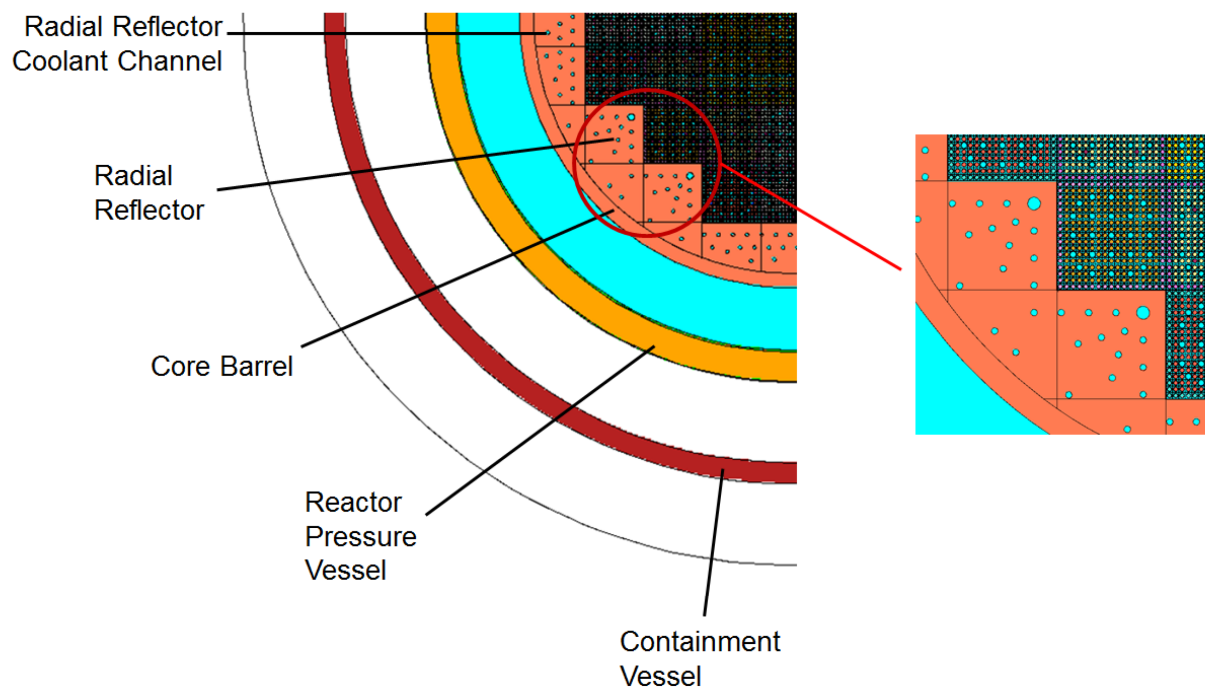 Radial Reflector
Coolant Channel
Radial
Reflector
Core Barrel
Reactor
Pressure
Vessel
Containment
Vessel